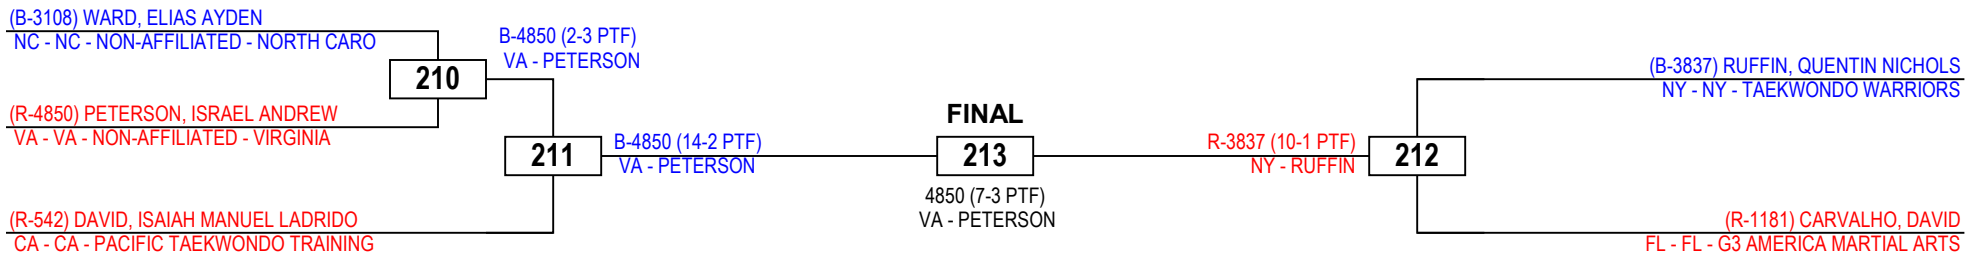 (B-3108) WARD, ELIAS AYDEN
NC - NC - NON-AFFILIATED - NORTH CARO
210
(R-4850) PETERSON, ISRAEL ANDREW
VA - VA - NON-AFFILIATED - VIRGINIA
B-4850 (2-3 PTF)
VA - PETERSON
211
(R-542) DAVID, ISAIAH MANUEL LADRIDO
CA - CA - PACIFIC TAEKWONDO TRAINING
B-4850 (14-2 PTF)
VA - PETERSON
FINAL
213
4850 (7-3 PTF)
VA - PETERSON
R-3837 (10-1 PTF)
NY - RUFFIN
212
(B-3837) RUFFIN, QUENTIN NICHOLS
NY - NY - TAEKWONDO WARRIORS
(R-1181) CARVALHO, DAVID
FL - FL - G3 AMERICA MARTIAL ARTS